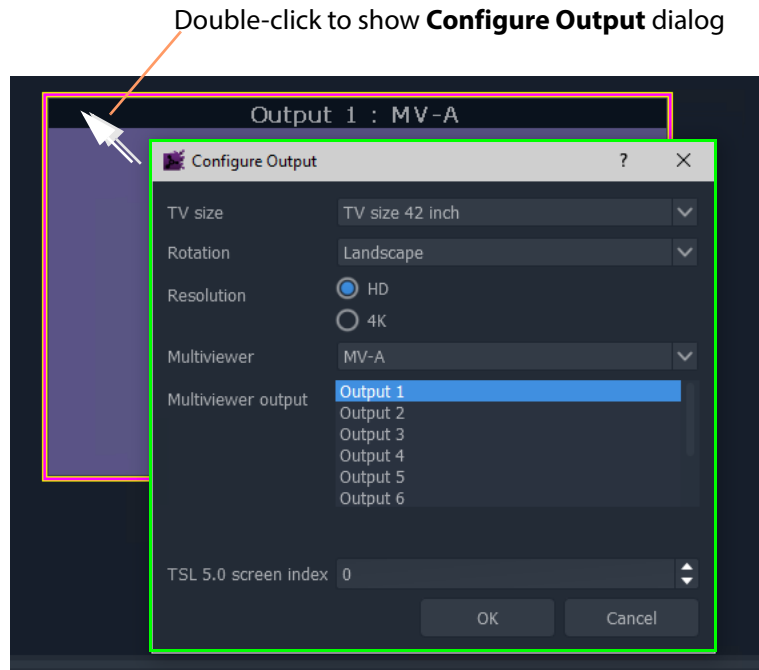 Double-click to show Configure Output dialog
Output 1 : MV-A
Configure Output ? ×
TV size TV size 42 inch
Rotation Landscape
Resolution HD
4K
Multiviewer MV-A
Multiviewer output Output 1
Output 2
Output 3
Output 4
Output 5
Output 6
TSL 5.0 screen index 0
OK Cancel